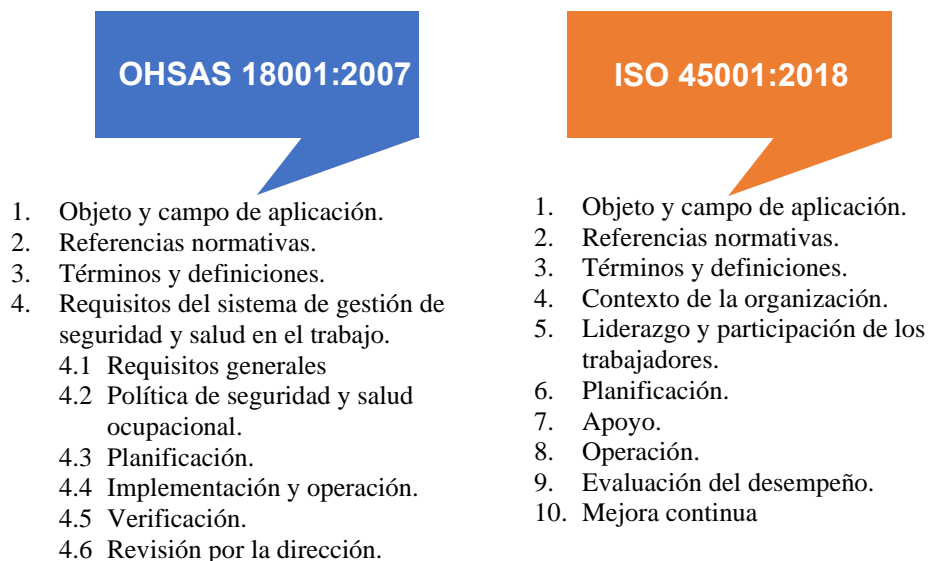 OHSAS 18001:2007
1. Objeto y campo de aplicación.
2. Referencias normativas.
3. Términos y definiciones.
4. Requisitos del sistema de gestión de
seguridad y salud en el trabajo.
4.1 Requisitos generales
4.2 Política de seguridad y salud
ocupacional.
4.3 Planificación.
4.4 Implementación y operación.
4.5 Verificación.
4.6 Revisión por la dirección.
ISO 45001:2018
1. Objeto y campo de aplicación.
2. Referencias normativas.
3. Términos y definiciones.
4. Contexto de la organización.
5. Liderazgo y participación de los
trabajadores.
6. Planificación.
7. Apoyo.
8. Operación.
9. Evaluación del desempeño.
10. Mejora continua